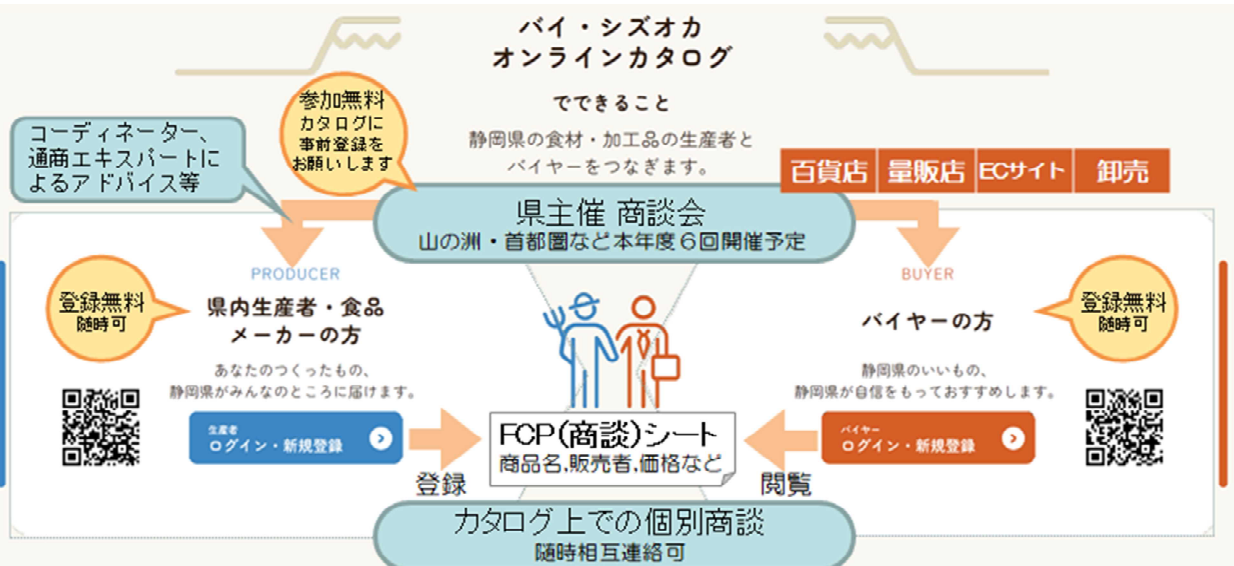 バイ・シズオカ
オンラインカタログ
でできること
静岡県の食材・加工品の生産者と
バイヤーをつなぎます。
参加無料
カタログに
事前登録を
お願いします
コーディネーター、
通商エキスパートに
よるアドバイス等
百貨店 量販店 ECサイト 卸売
県主催 商談会
山の洲・首都圏など本年度6回開催予定
PRODUCER
県内生産者・食品
メーカーの方
登録無料
随時可
あなたのつくったもの、
静岡県がみんなのところに届けます。
生産者
ログイン・新規登録
登録
BUYER
バイヤーの方
登録無料
随時可
静岡県のいいもの、
静岡県が自信をもっておすすめします。
バイヤー
ログイン・新規登録
閲覧
FCP(商談)シート
商品名,販売者,価格など
カタログ上での個別商談
随時相互連絡可